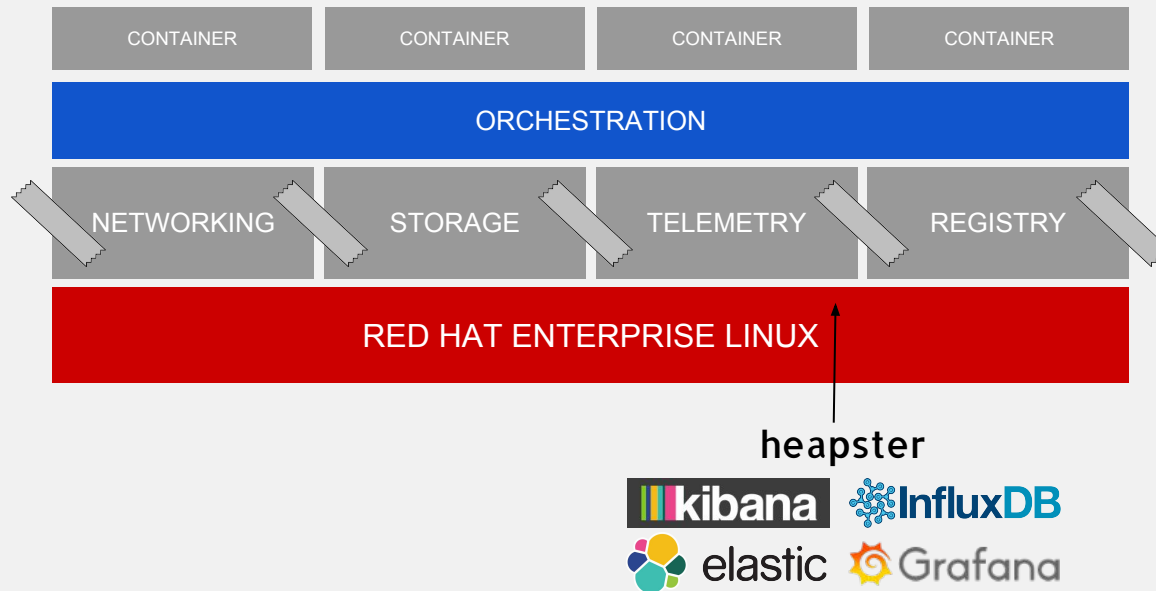 CONTAINER CONTAINER CONTAINER CONTAINER
ORCHESTRATION
NETWORKING STORAGE TELEMETRY REGISTRY
RED HAT ENTERPRISE LINUX
heapster
kibana InfluxDB
elastic Grafana